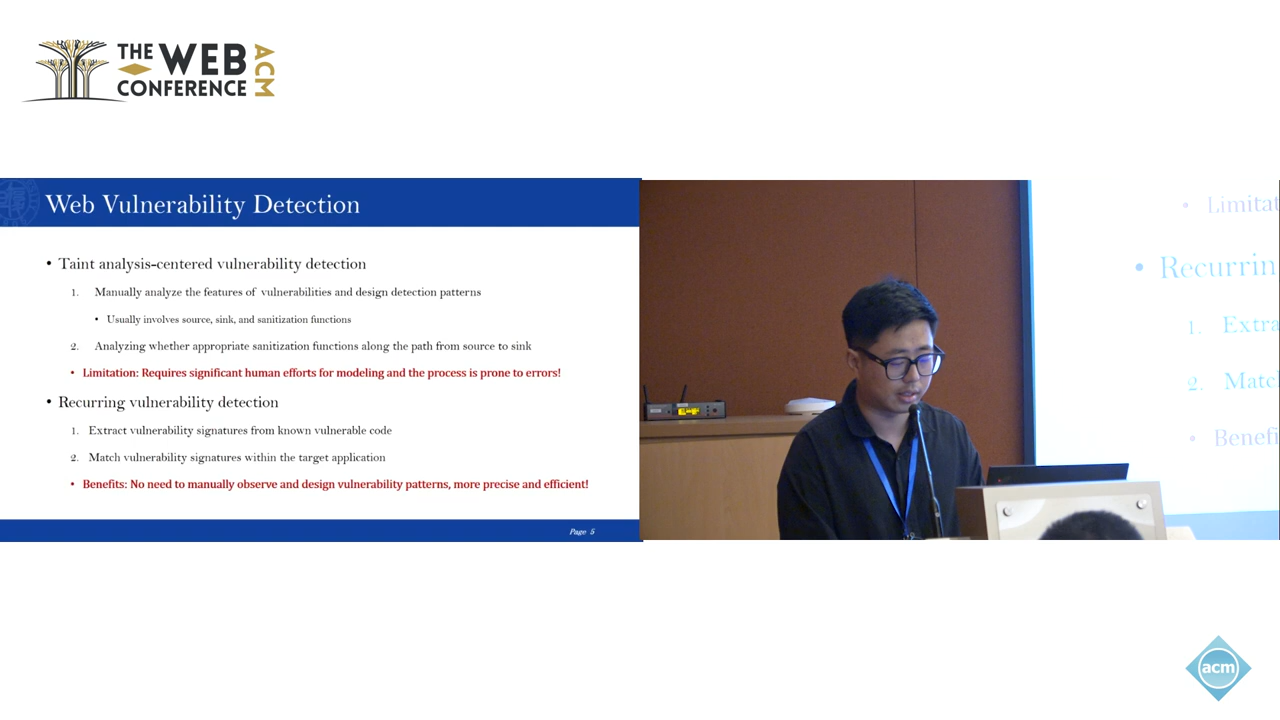 THE WEB
CONFERENCE
ACM
Web Vulnerability Detection
• Taint analysis-centered vulnerability detection
1. Manually analyze the features of vulnerabilities and design detection patterns
• Usually involves source, sink, and sanitization functions
2. Analyzing whether appropriate sanitization functions along the path from source to sink
• Limitation: Requires significant human efforts for modeling and the process is prone to errors!
• Recurring vulnerability detection
1. Extract vulnerability signatures from known vulnerable code
2. Match vulnerability signatures within the target application
• Benefits: No need to manually observe and design vulnerability patterns, more precise and efficient!
Page 5
• Limitat
• Recurrin
1. Extra
2. Matc
• Benefi
acm